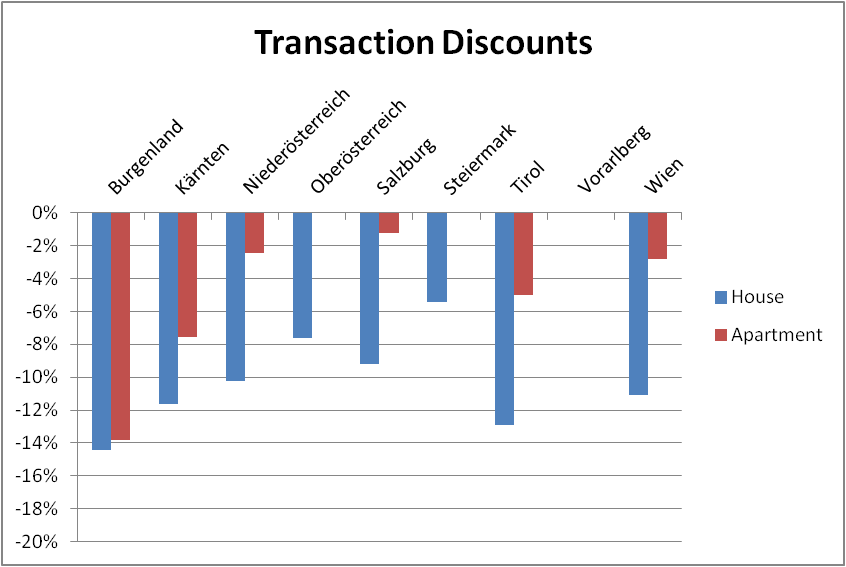 Transaction Discounts
Burgenland
Kärnten
Niederösterreich
Oberösterreich
Salzburg
Steiermark
Tirol
Vorarlberg
Wien
0%
-2%
-4%
-6%
-8%
-10%
-12%
-14%
-16%
-18%
-20%
House
Apartment